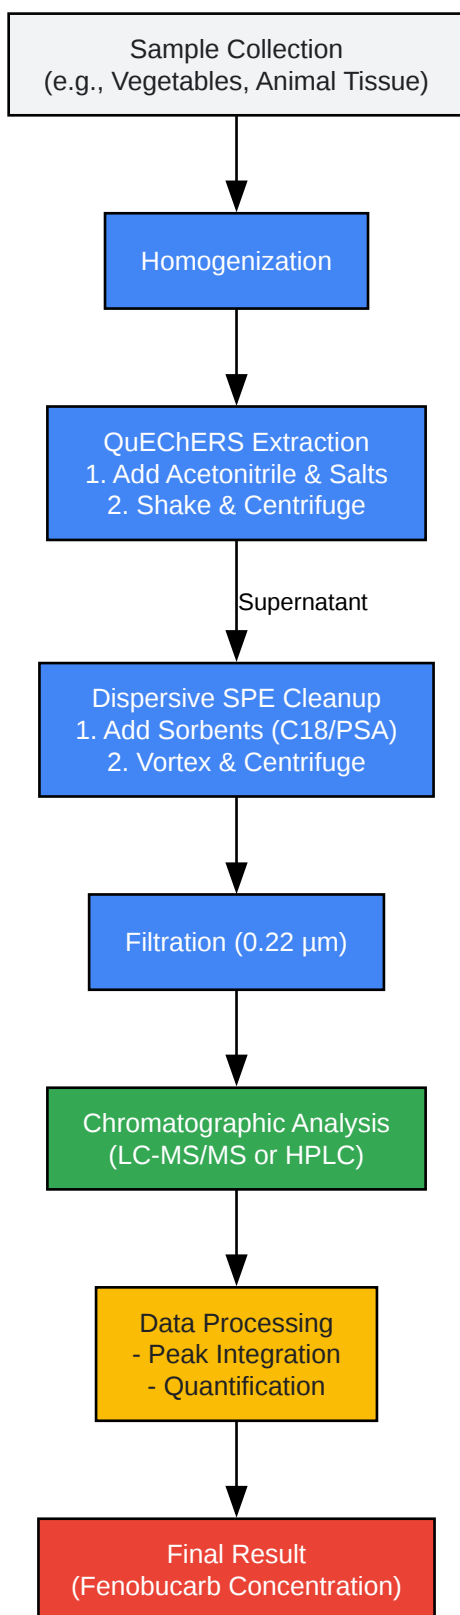 Sample Collection
(e.g., Vegetables, Animal Tissue)
Homogenization
QuEChERS Extraction
1. Add Acetonitrile & Salts
2. Shake & Centrifuge
Supernatant
Dispersive SPE Cleanup
1. Add Sorbents (C18/PSA)
2. Vortex & Centrifuge
Filtration (0.22 µm)
Chromatographic Analysis
(LC-MS/MS or HPLC)
Data Processing
- Peak Integration
- Quantification
Final Result
(Fenobucarb Concentration)